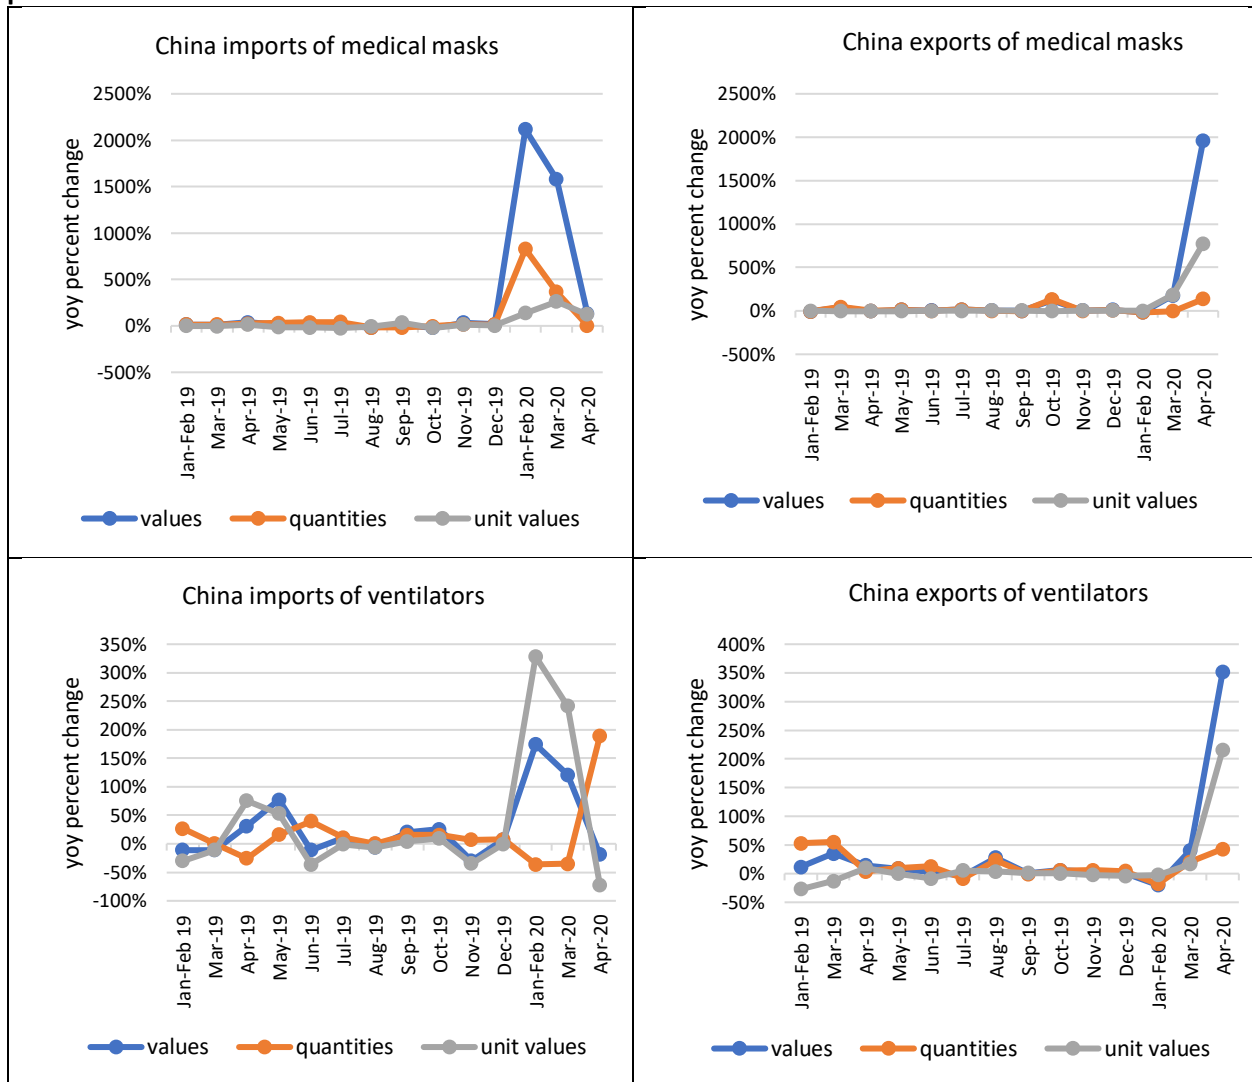 China imports of medical masks
yoy percent change
2500%
2000%
1500%
1000%
500%
0%
-500%
Jan-Feb 19
Mar-19
Apr-19
May-19
Jun-19
Jul-19
Aug-19
Sep-19
Oct-19
Nov-19
Dec-19
Jan-Feb 20
Mar-20
Apr-20
values quantities unit values
China exports of medical masks
yoy percent change
2500%
2000%
1500%
1000%
500%
0%
-500%
Jan-Feb 19
Mar-19
Apr-19
May-19
Jun-19
Jul-19
Aug-19
Sep-19
Oct-19
Nov-19
Dec-19
Jan-Feb 20
Mar-20
Apr-20
values quantities unit values
China imports of ventilators
yoy percent change
350%
300%
250%
200%
150%
100%
50%
0%
-50%
-100%
Jan-Feb 19
Mar-19
Apr-19
May-19
Jun-19
Jul-19
Aug-19
Sep-19
Oct-19
Nov-19
Dec-19
Jan-Feb 20
Mar-20
Apr-20
values quantities unit values
China exports of ventilators
yoy percent change
400%
350%
300%
250%
200%
150%
100%
50%
0%
-50%
Jan-Feb 19
Mar-19
Apr-19
May-19
Jun-19
Jul-19
Aug-19
Sep-19
Oct-19
Nov-19
Dec-19
Jan-Feb 20
Mar-20
Apr-20
values quantities unit values